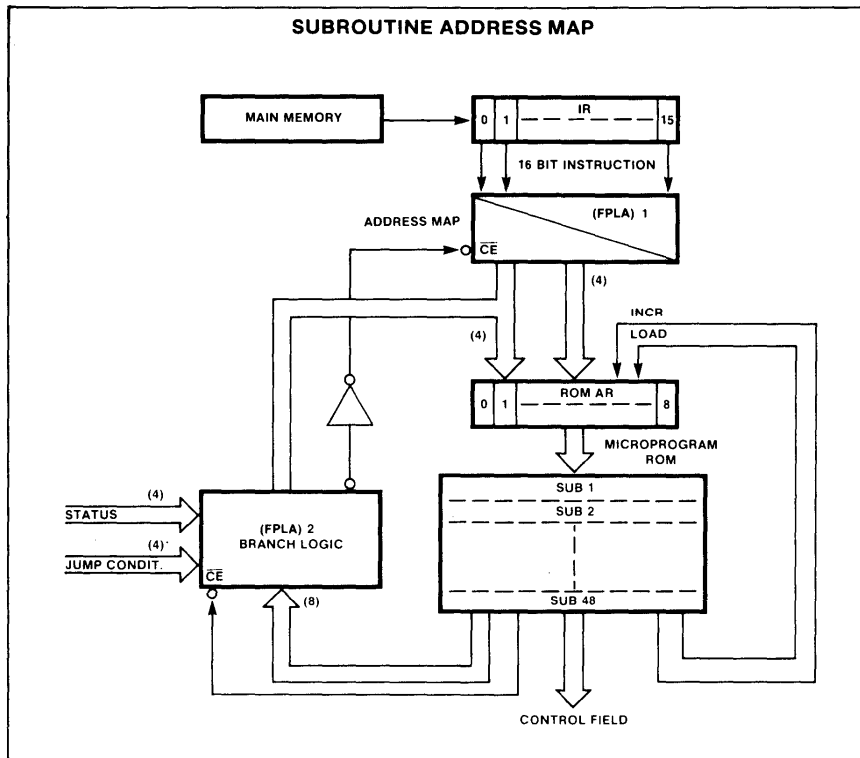 SUBROUTINE ADDRESS MAP
MAIN MEMORY
IR
0 1 15
16 BIT INSTRUCTION
(FPLA) 1
ADDRESS MAP
CE
(4)
(4)
INCR
LOAD
ROM AR
0 1 8
MICROPROGRAM
ROM
SUB 1
SUB 2
SUB 48
(4)
STATUS
(FPLA) 2
BRANCH LOGIC
(4)
JUMP CONDIT.
CE
(8)
CONTROL FIELD